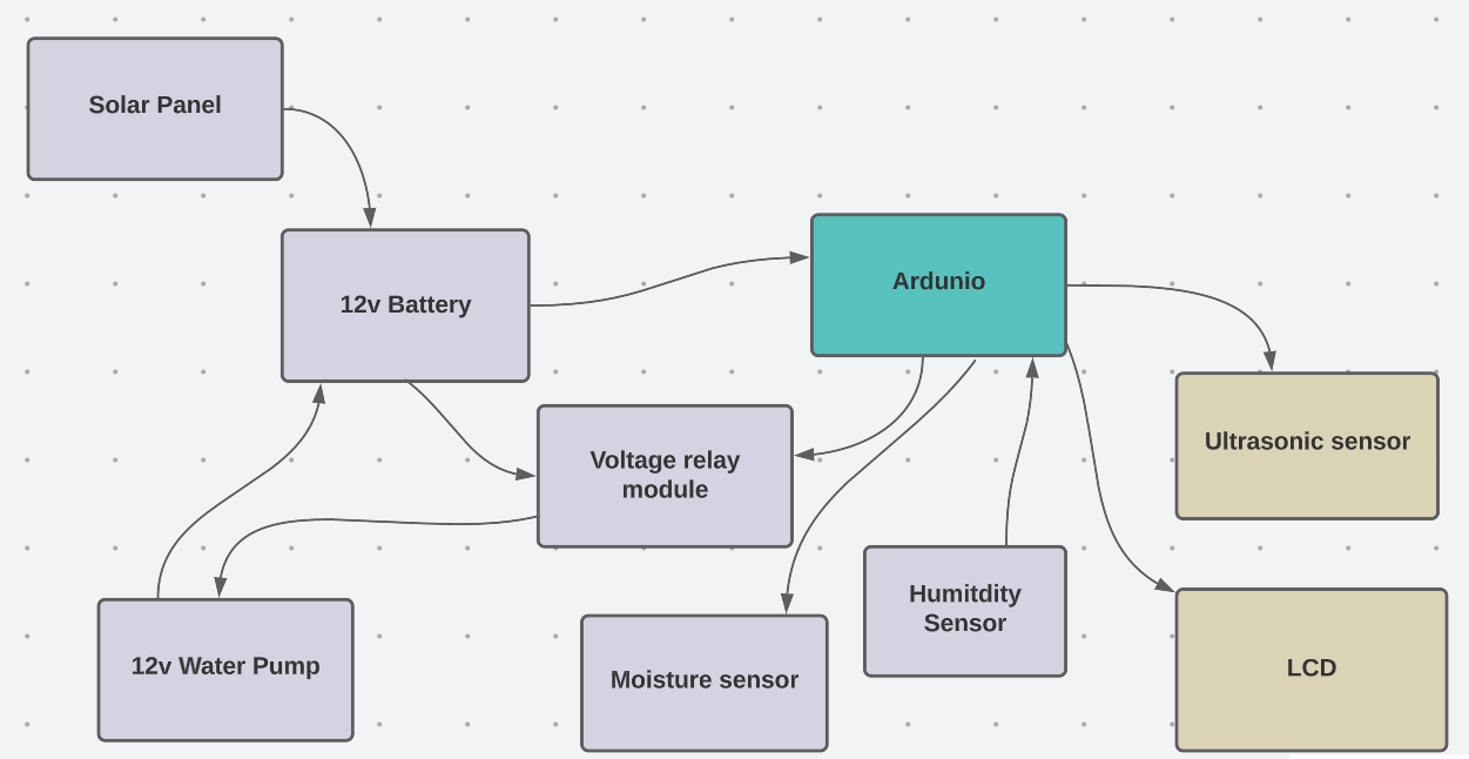 Solar Panel
12v Battery
Ardunio
Ultrasonic sensor
Voltage relay
module
Humitdity
Sensor
12v Water Pump
Moisture sensor
LCD